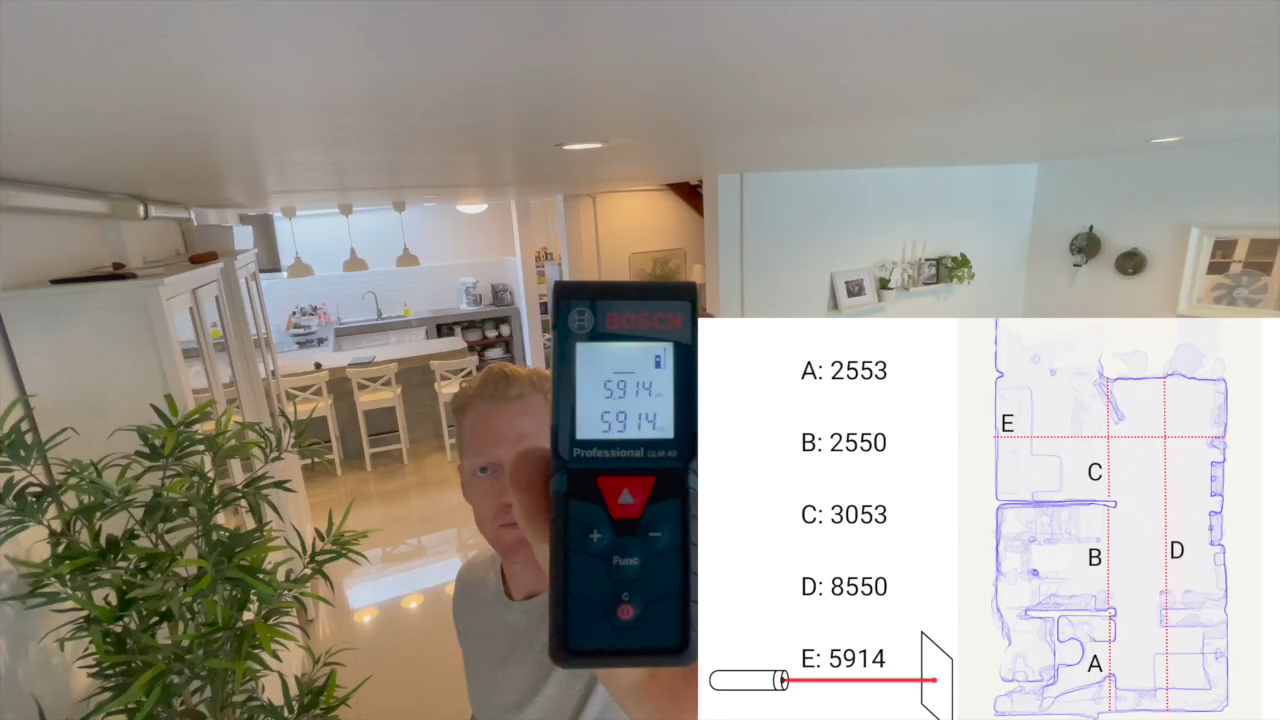 BOSCH
5.914 m
5.914 m
Professional GLM 40
+ -
Func
C
A: 2553
B: 2550
C: 3053
D: 8550
E: 5914
E
C
B
D
A